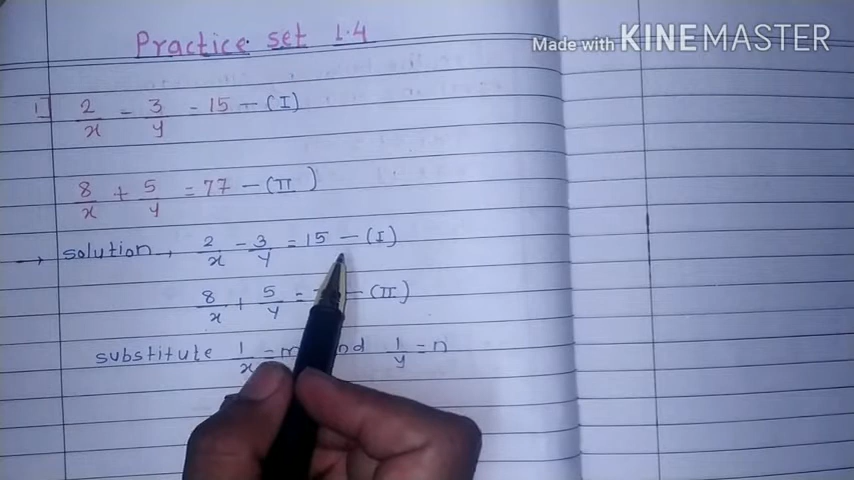 Practice set 1.4
Made with KINEMASTER
1] 2/x - 3/y = 15 - (I)
8/x + 5/y = 77 - (II)
→ solution → 2/x - 3/y = 15 - (I)
8/x + 5/y = - (II)
substitute 1/x = m 1/y = n